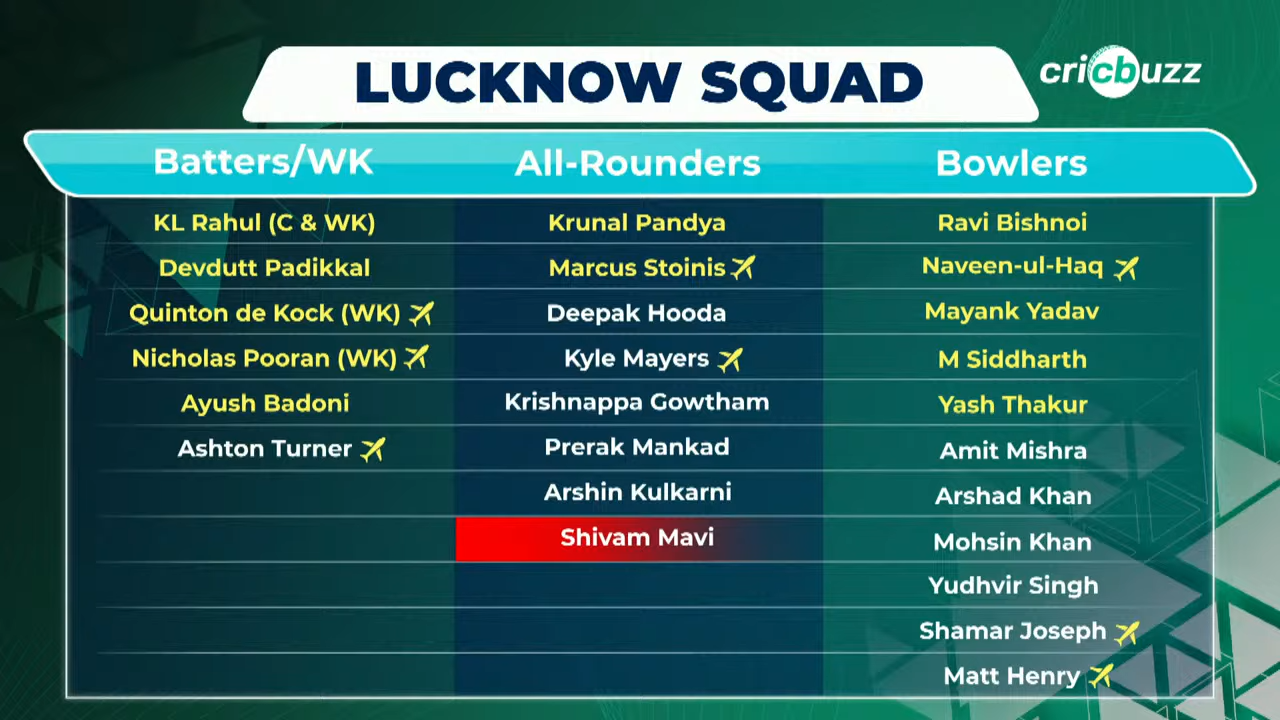 LUCKNOW SQUAD
cricbuzz
Batters/WK
KL Rahul (C & WK)
Devdutt Padikkal
Quinton de Kock (WK)
Nicholas Pooran (WK)
Ayush Badoni
Ashton Turner
All-Rounders
Krunal Pandya
Marcus Stoinis
Deepak Hooda
Kyle Mayers
Krishnappa Gowtham
Prerak Mankad
Arshin Kulkarni
Shivam Mavi
Bowlers
Ravi Bishnoi
Naveen-ul-Haq
Mayank Yadav
M Siddharth
Yash Thakur
Amit Mishra
Arshad Khan
Mohsin Khan
Yudhvir Singh
Shamar Joseph
Matt Henry